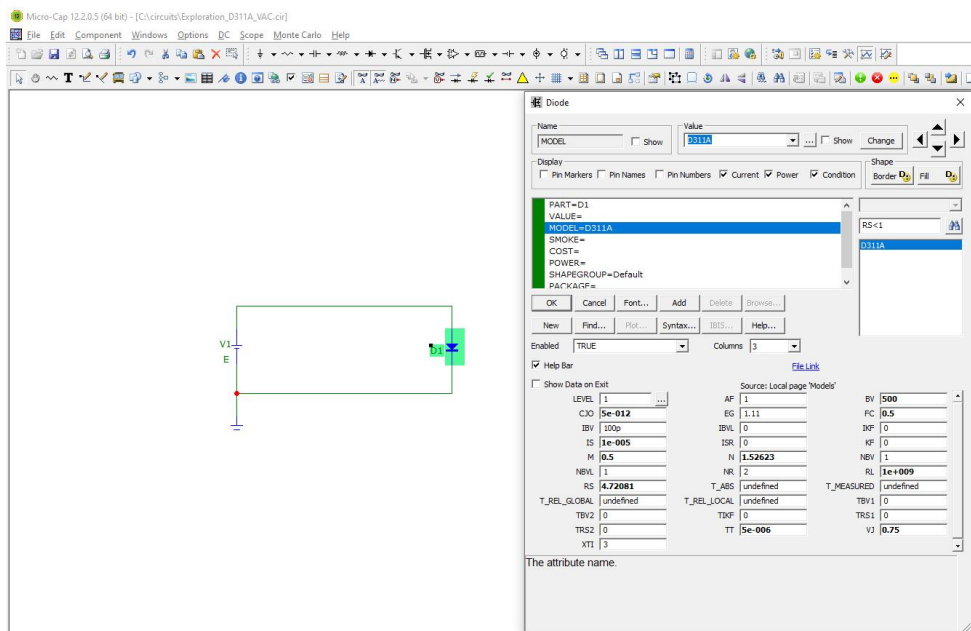 Micro-Cap 12.2.0.5 (64 bit) - [C:\circuits\Exploration_D311A_VAC.cir]
File Edit Component Windows Options DC Scope Monte Carlo Help
Diode
Name
MODEL
Show
Value
D311A
...
Show
Change
Display
Pin Markers Pin Names Pin Numbers Current Power Condition
Shape
Border Fill
PART=D1
VALUE=
MODEL=D311A
SMOKE=
COST=
POWER=
SHAPEGROUP=Default
PACKAGE=
RS<1
D311A
OK Cancel Font... Add Delete Browse...
New Find... Plot... Syntax... IBIS... Help...
Enabled TRUE Columns 3
Help Bar File Link
Show Data on Exit Source: Local page 'Models'
LEVEL 1 ... AF 1 BV 500
CJO 5e-012 EG 1.11 FC 0.5
IBV 100p IBVL 0 IKF 0
IS 1e-005 ISR 0 KF 0
M 0.5 N 1.52623 NBV 1
NBVL 1 NR 2 RL 1e+009
RS 4.72081 T_ABS undefined T_MEASURED undefined
T_REL_GLOBAL undefined T_REL_LOCAL undefined TBV1 0
TBV2 0 TIKF 0 TRS1 0
TRS2 0 TT 5e-006 VJ 0.75
XTI 3
The attribute name.
V1
E
D1